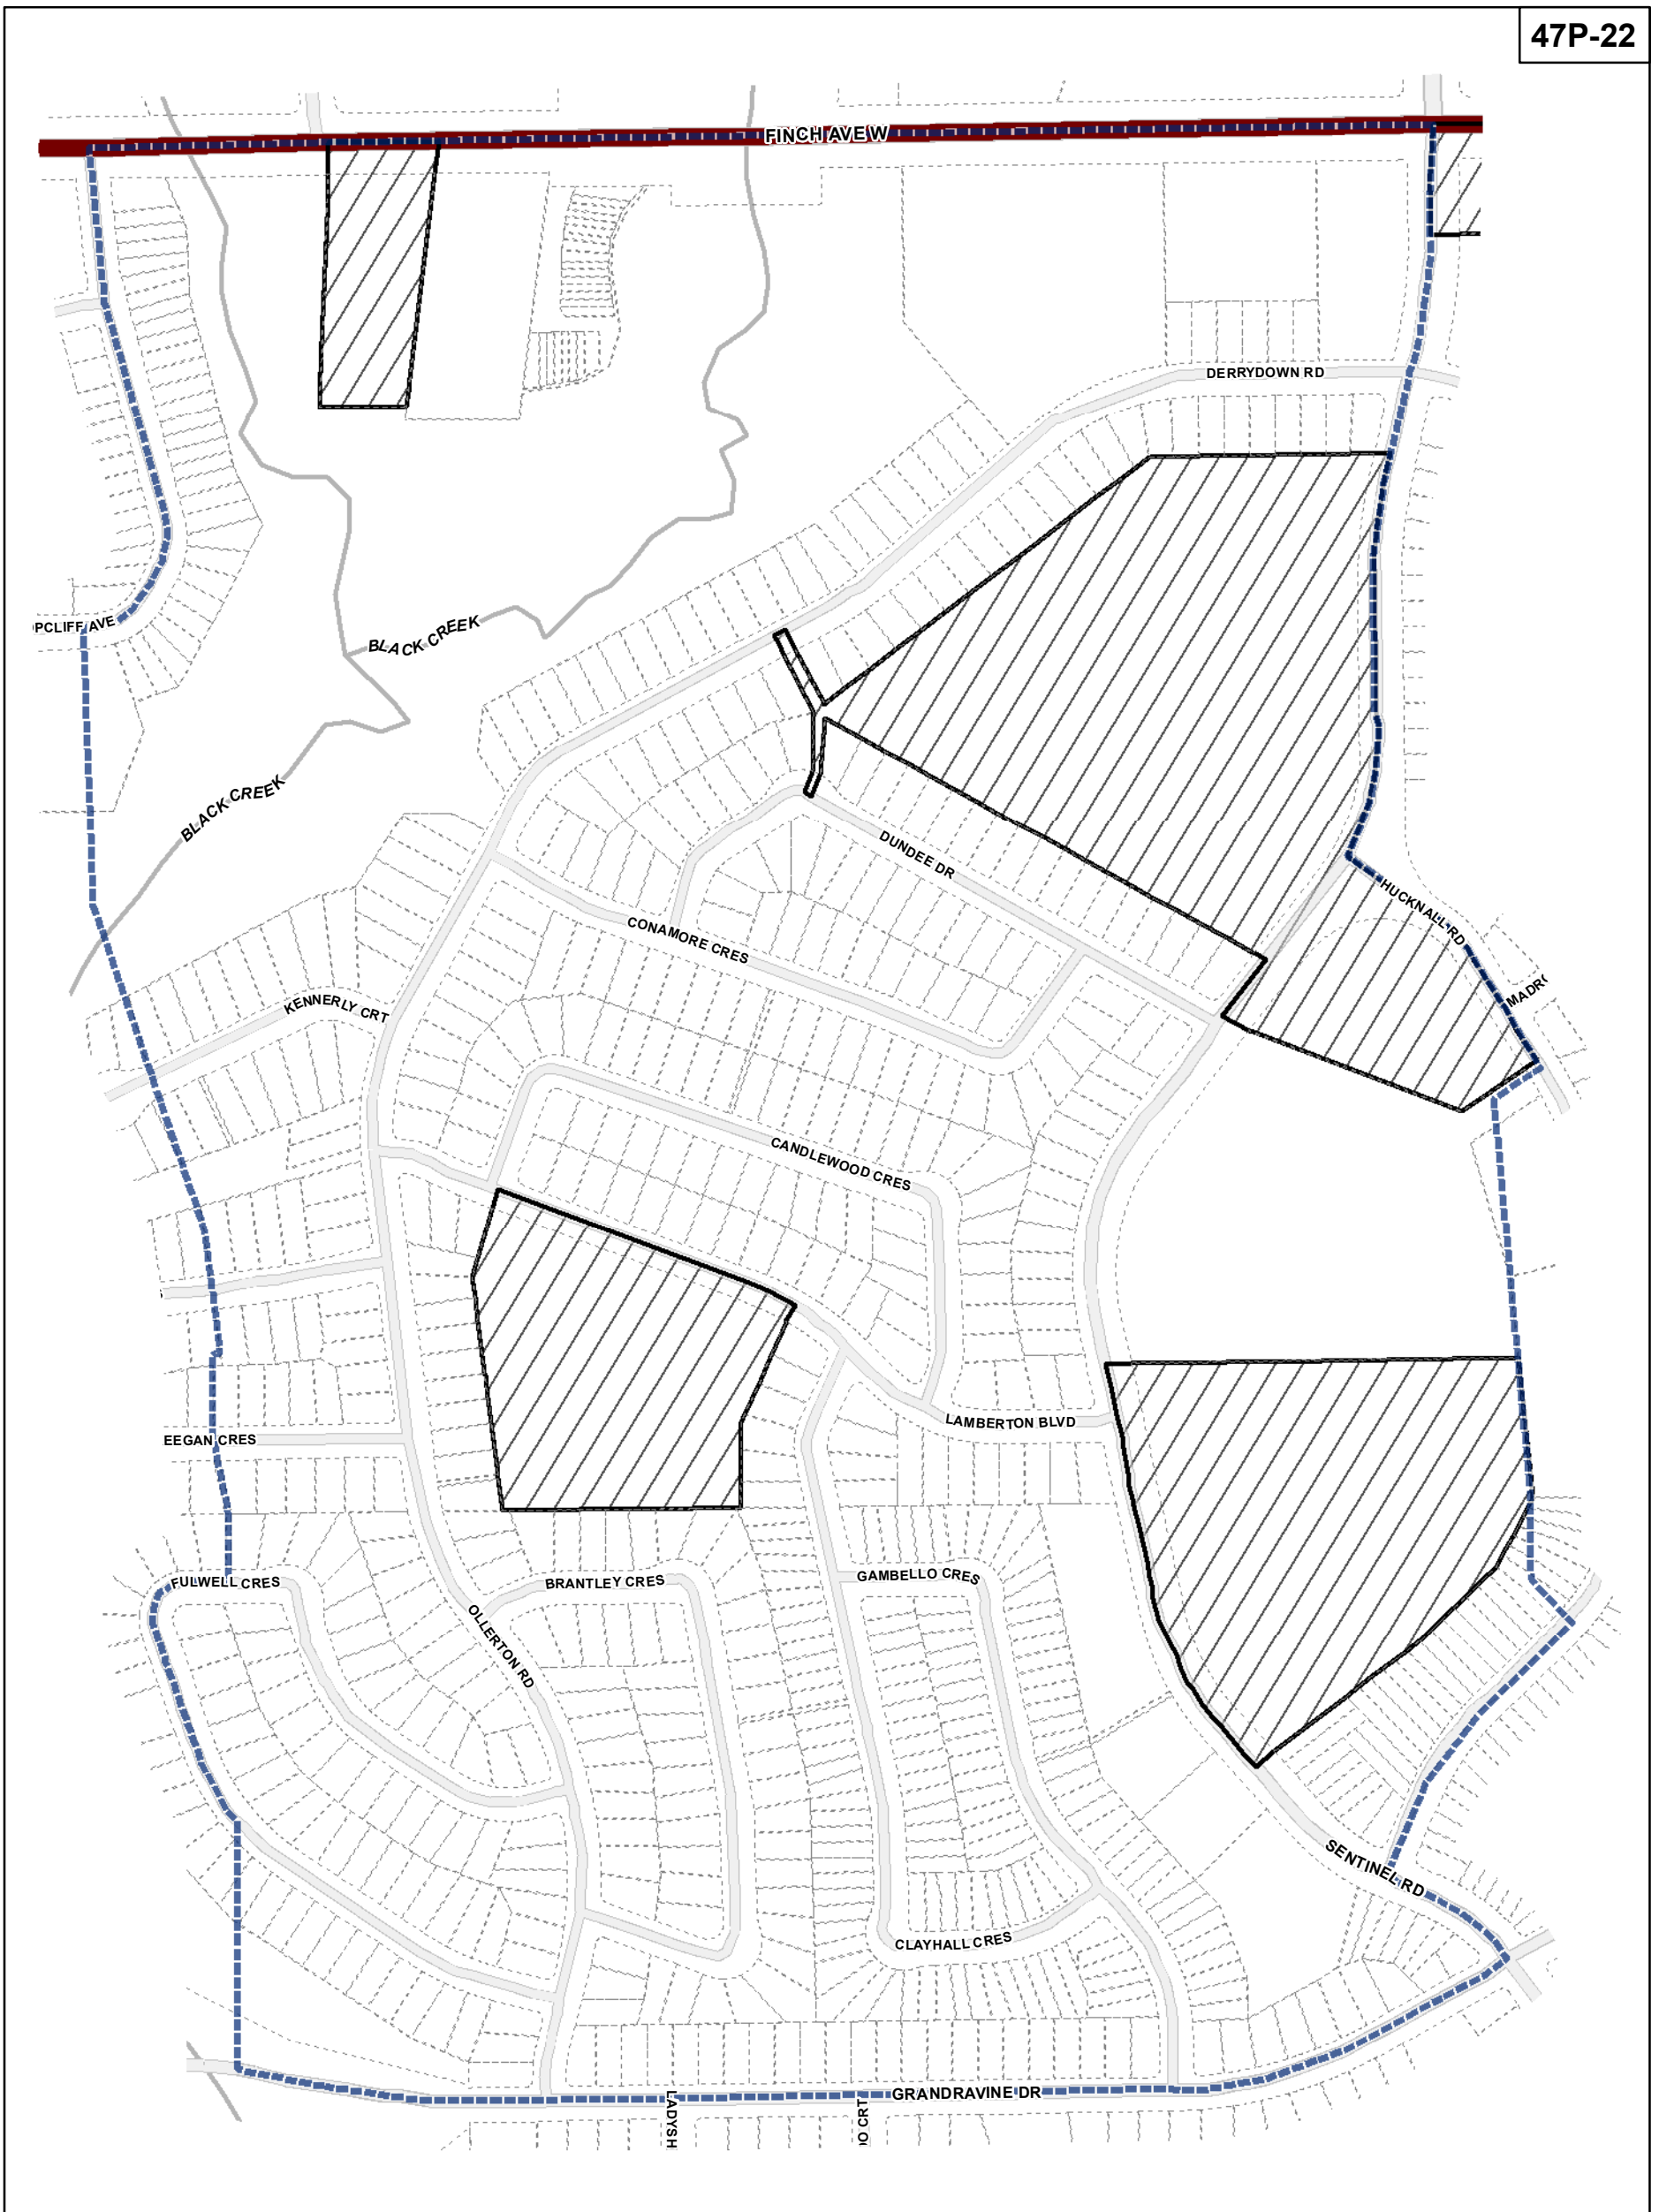 47P-22
FINCH AVE W
DERRYDOWN RD
PCLIFF AVE
BLACK CREEK
BLACK CREEK
DUNDEE DR
HUCKNALL RD
CONAMORE CRES
MADR
KENNERLY CRT
CANDLEWOOD CRES
LAMBERTON BLVD
EEGAN CRES
FULWELL CRES
BRANTLEY CRES
GAMBELLO CRES
OLLERTON RD
SENTINEL RD
CLAYHALL CRES
GRANDRAVINE DR
LADYSH
O CRT